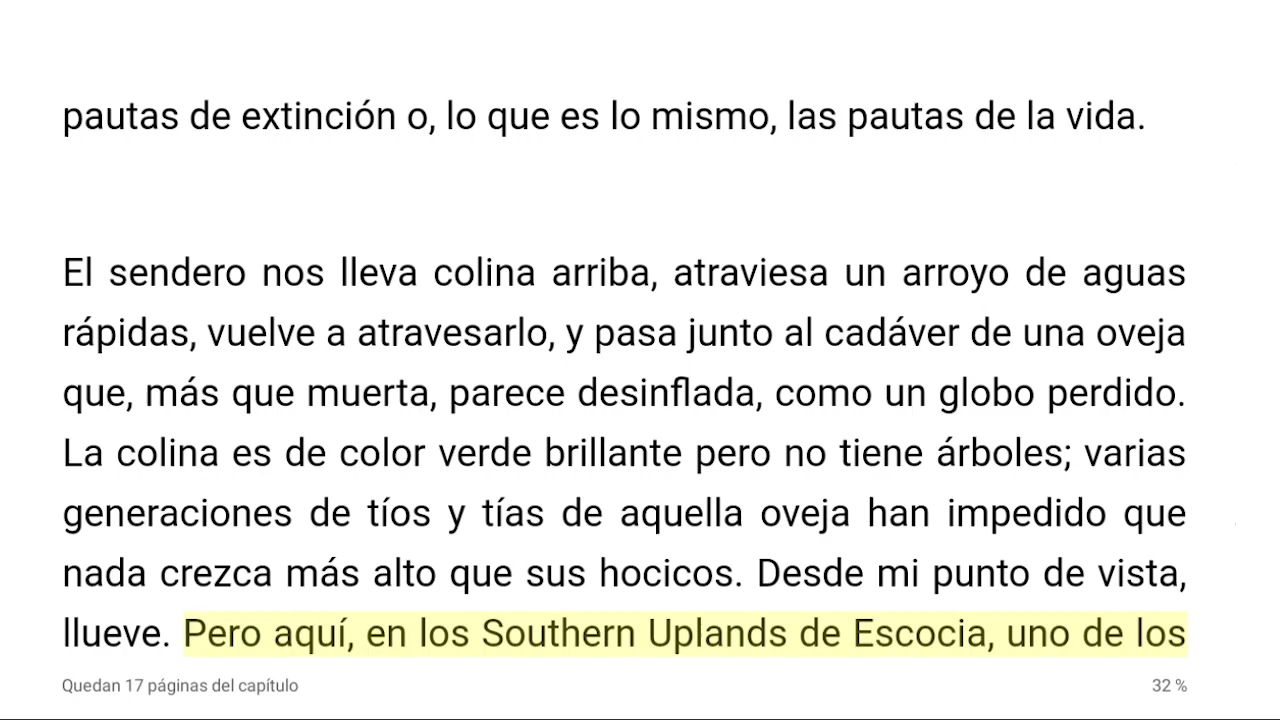 pautas de extinción o, lo que es lo mismo, las pautas de la vida.
El sendero nos lleva colina arriba, atraviesa un arroyo de aguas
rápidas, vuelve a atravesarlo, y pasa junto al cadáver de una oveja
que, más que muerta, parece desinflada, como un globo perdido.
La colina es de color verde brillante pero no tiene árboles; varias
generaciones de tíos y tías de aquella oveja han impedido que
nada crezca más alto que sus hocicos. Desde mi punto de vista,
llueve. Pero aquí, en los Southern Uplands de Escocia, uno de los
Quedan 17 páginas del capítulo
32 %